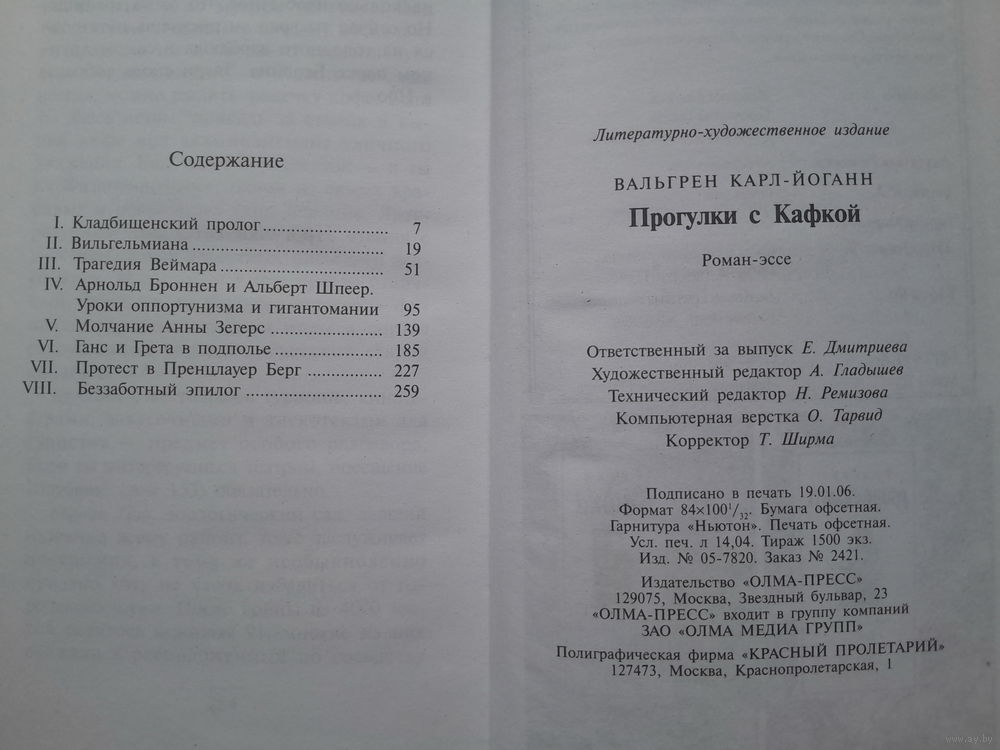 Содержание
I. Кладбищенский пролог 7
II. Вильгельмиана 19
III. Трагедия Веймара 51
IV. Арнольд Броннен и Альберт Шпеер.
Уроки оппортунизма и гигантомании 95
V. Молчание Анны Зегерс 139
VI. Ганс и Грета в подполье 185
VII. Протест в Пренцлауер Берг 227
VIII. Беззаботный эпилог 259
Литературно-художественное издание
ВАЛЬГРЕН КАРЛ-ЙОГАНН
Прогулки с Кафкой
Роман-эссе
Ответственный за выпуск Е. Дмитриева
Художественный редактор А. Гладышев
Технический редактор Н. Ремизова
Компьютерная верстка О. Тарвид
Корректор Т. Ширма
Подписано в печать 19.01.06.
Формат 84×100 1/32. Бумага офсетная.
Гарнитура «Ньютон». Печать офсетная.
Усл. печ. л 14,04. Тираж 1500 экз.
Изд. № 05-7820. Заказ № 2421.
Издательство «ОЛМА-ПРЕСС»
129075, Москва, Звездный бульвар, 23
«ОЛМА-ПРЕСС» входит в группу компаний
ЗАО «ОЛМА МЕДИА ГРУПП»
Полиграфическая фирма «КРАСНЫЙ ПРОЛЕТАРИЙ»
127473, Москва, Краснопролетарская, 1
www.ay.by